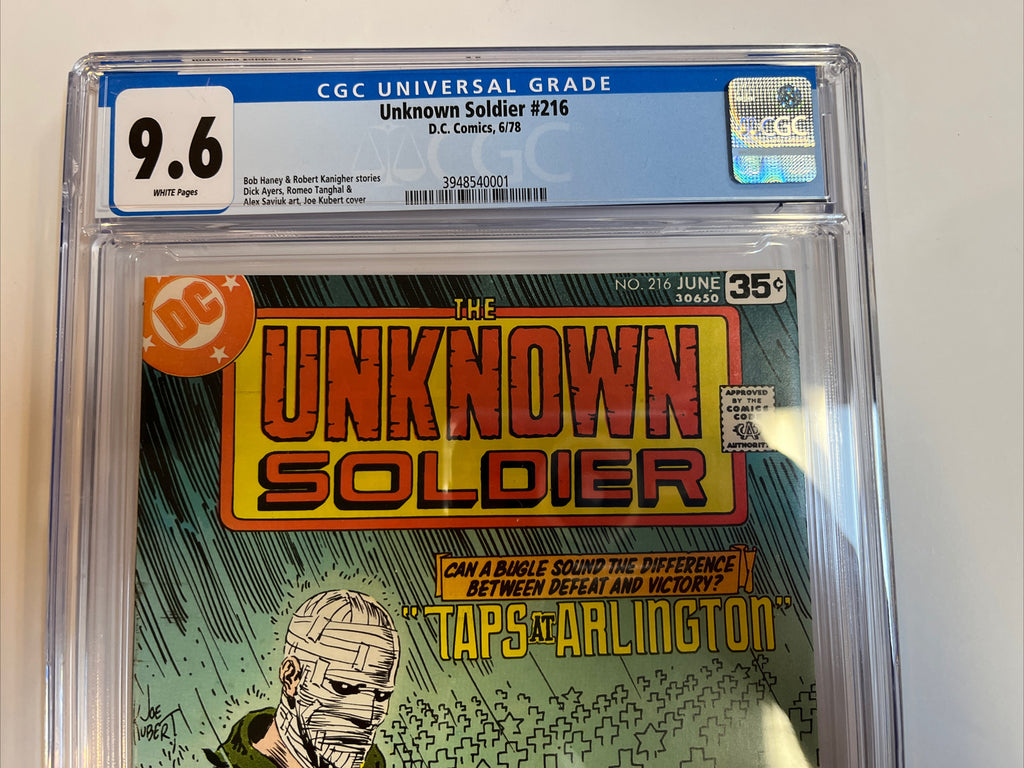 CGC UNIVERSAL GRADE
Unknown Soldier #216
D.C. Comics, 6/78
9.6
WHITE Pages
Bob Haney & Robert Kanigher stories
Dick Ayers, Romeo Tanghal &
Alex Saviuk art, Joe Kubert cover
3948540001
CGC
CGC
DC
NO. 216 JUNE
30650
35¢
THE
UNKNOWN
SOLDIER
APPROVED
BY THE
COMICS
CODE
CA
AUTHORITY
CAN A BUGLE SOUND THE DIFFERENCE
BETWEEN DEFEAT AND VICTORY?
"TAPS AT ARLINGTON"
JOE
KUBERT